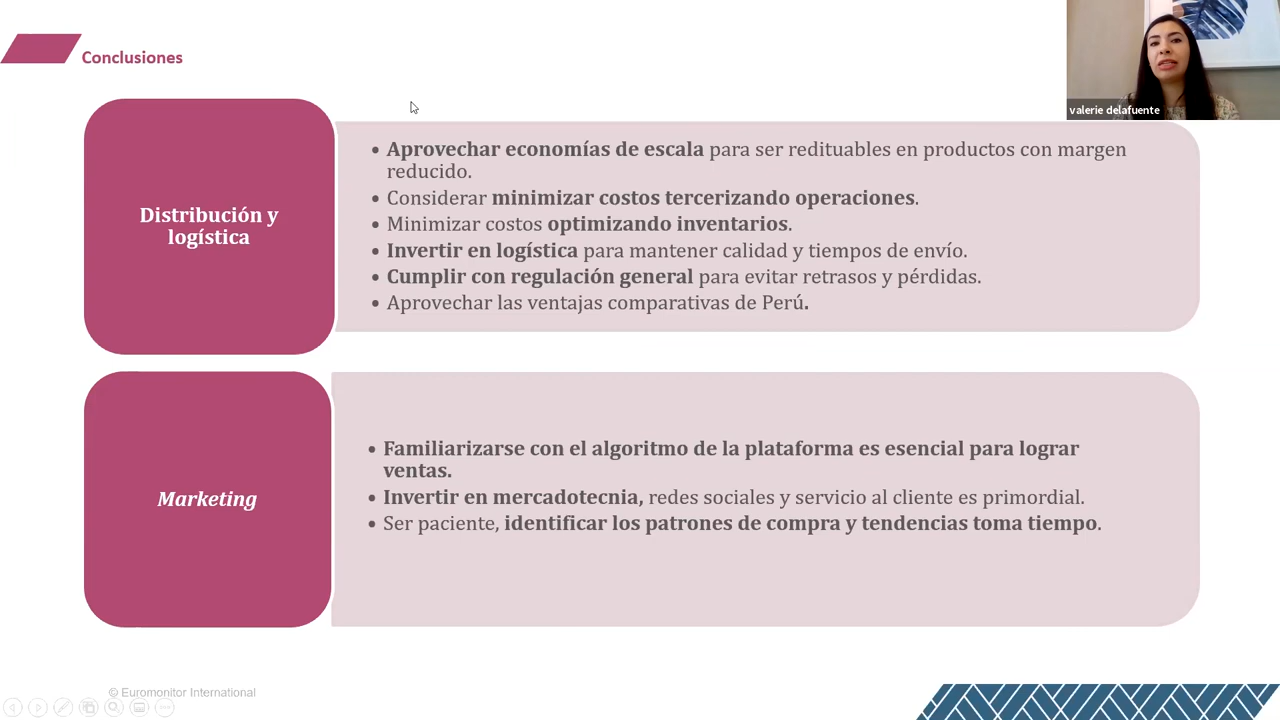 Conclusiones
valerie delafuente
Distribución y
logística
• Aprovechar economías de escala para ser redituables en productos con margen
reducido.
• Considerar minimizar costos tercerizando operaciones.
• Minimizar costos optimizando inventarios.
• Invertir en logística para mantener calidad y tiempos de envío.
• Cumplir con regulación general para evitar retrasos y pérdidas.
• Aprovechar las ventajas comparativas de Perú.
Marketing
• Familiarizarse con el algoritmo de la plataforma es esencial para lograr
ventas.
• Invertir en mercadotecnia, redes sociales y servicio al cliente es primordial.
• Ser paciente, identificar los patrones de compra y tendencias toma tiempo.
© Euromonitor International